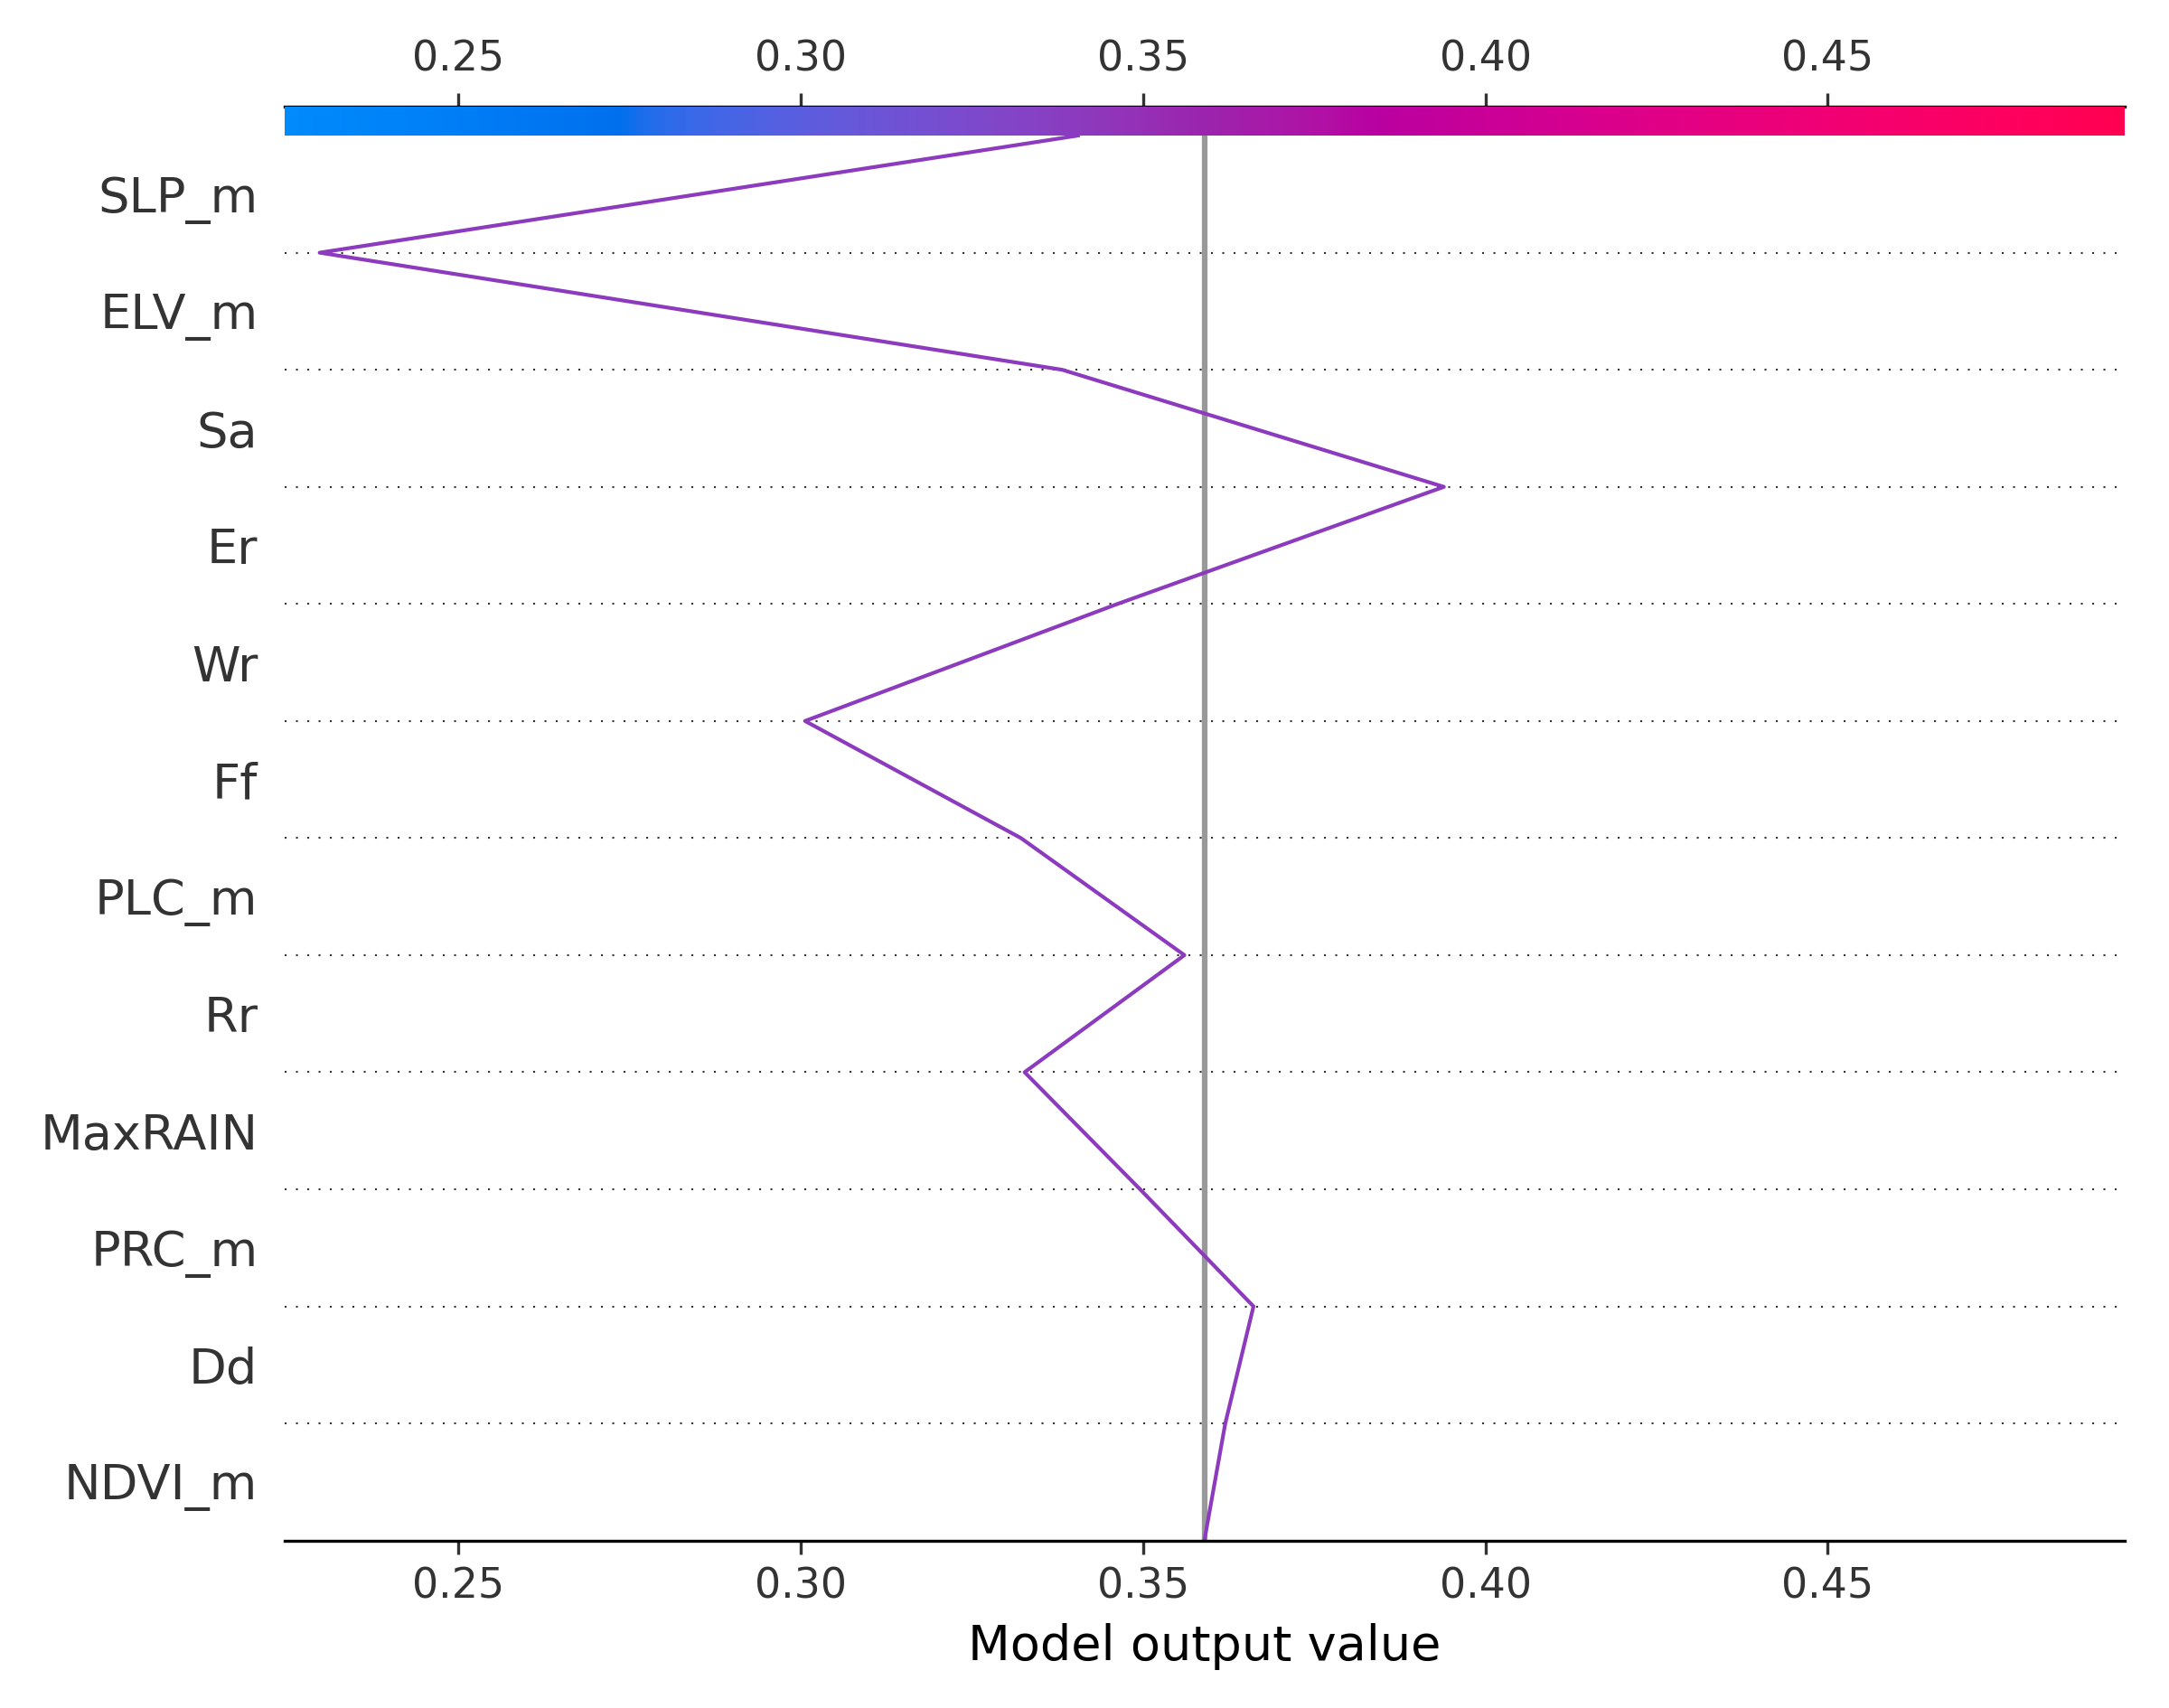 0.25 0.30 0.35 0.40 0.45
SLP_m
ELV_m
Sa
Er
Wr
Ff
PLC_m
Rr
MaxRAIN
PRC_m
Dd
NDVI_m
0.25 0.30 0.35 0.40 0.45
Model output value